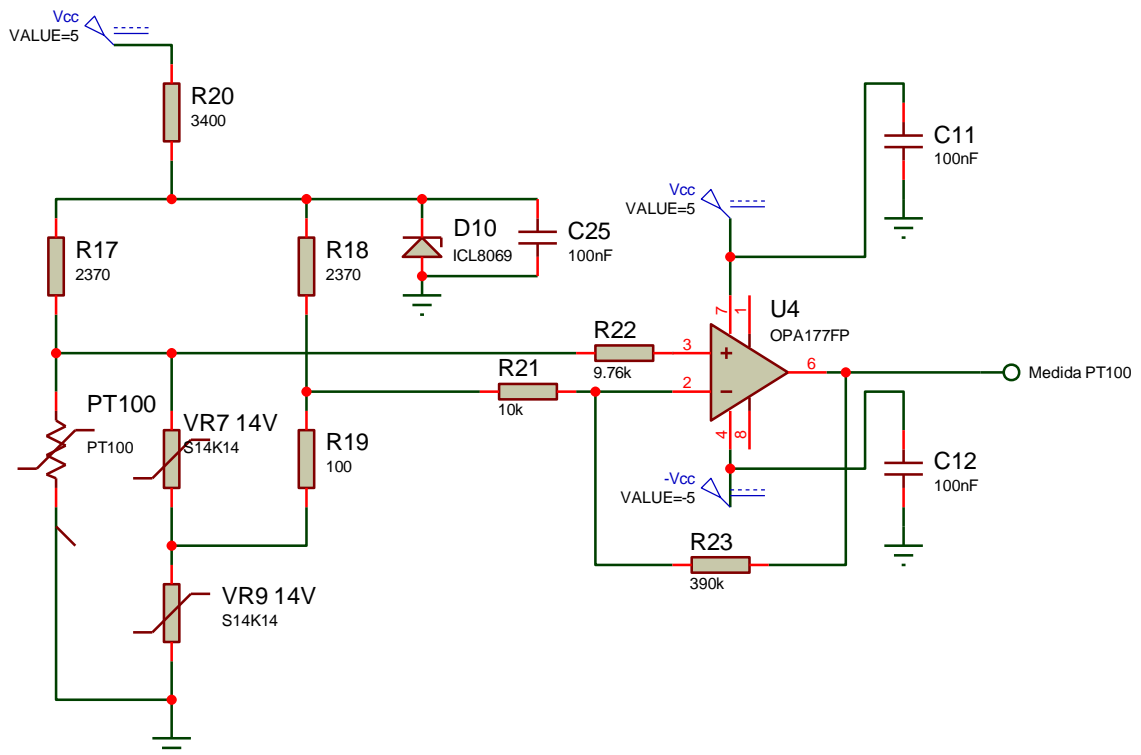 Vcc
VALUE=5
R20
3400
R17
2370
R18
2370
D10
ICL8069
C25
100nF
C11
100nF
Vcc
VALUE=5
7
1
U4
OPA177FP
R22
9.76k
3
R21
10k
2
6
Medida PT100
4
8
PT100
PT100
VR7 14V
S14K14
R19
100
-Vcc
VALUE=-5
C12
100nF
R23
390k
VR9 14V
S14K14